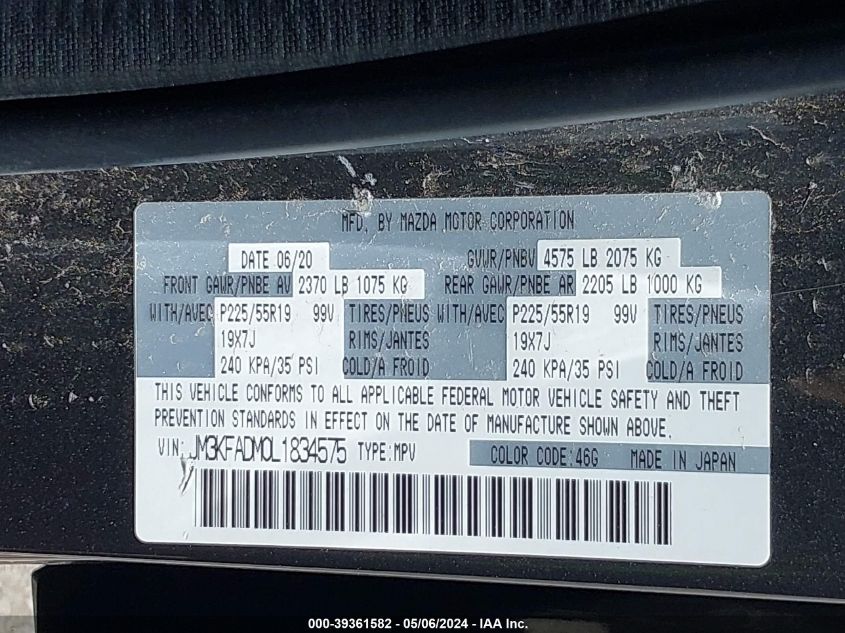 MFD. BY MAZDA MOTOR CORPORATION
DATE 06/20 GVWR/PNBV 4575 LB 2075 KG
FRONT GAWR/PNBE AV 2370 LB 1075 KG REAR GAWR/PNBE AR 2205 LB 1000 KG
WITH/AVEC P225/55R19 99V TIRES/PNEUS WITH/AVEC P225/55R19 99V TIRES/PNEUS
19X7J RIMS/JANTES 19X7J RIMS/JANTES
240 KPA/35 PSI COLD/A FROID 240 KPA/35 PSI COLD/A FROID
THIS VEHICLE CONFORMS TO ALL APPLICABLE FEDERAL MOTOR VEHICLE SAFETY AND THEFT
PREVENTION STANDARDS IN EFFECT ON THE DATE OF MANUFACTURE SHOWN ABOVE.
VIN: JM3KFADM0L1834575 TYPE:MPV COLOR CODE:46G MADE IN JAPAN
000-39361582 - 05/06/2024 - IAA Inc.